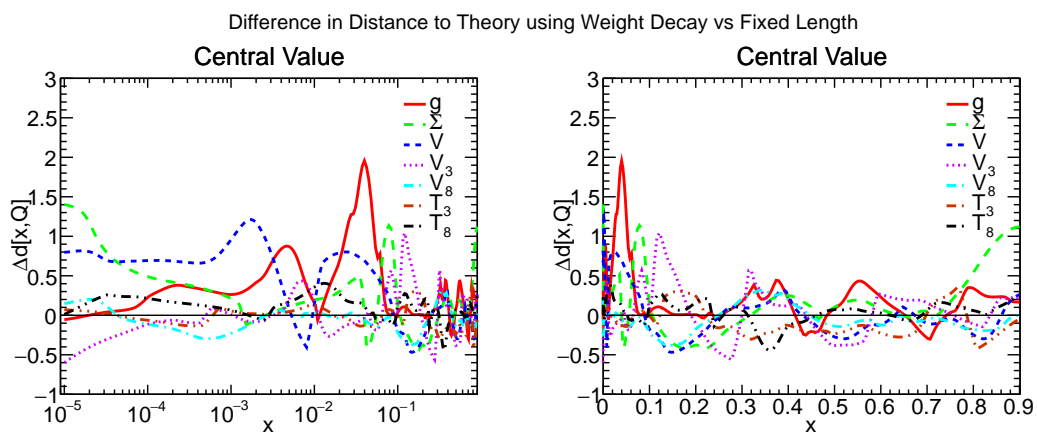 Difference in Distance to Theory using Weight Decay vs Fixed Length
Central Value
Δd[x,Q]
3
2.5
2
1.5
1
0.5
0
−0.5
−1
g
Σ
V
V₃
V₈
T₃
T₈
10⁻⁵ 10⁻⁴ 10⁻³ 10⁻² 10⁻¹
x
Central Value
Δd[x,Q]
3
2.5
2
1.5
1
0.5
0
−0.5
−1
g
Σ
V
V₃
V₈
T₃
T₈
0 0.1 0.2 0.3 0.4 0.5 0.6 0.7 0.8 0.9
x